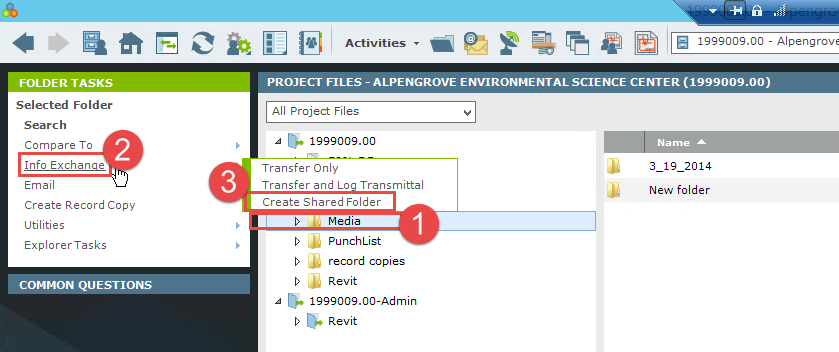 Activities
1999009.00 - Alpengrove
FOLDER TASKS
Selected Folder
Search
Compare To
Info Exchange
Email
Create Record Copy
Utilities
Explorer Tasks
COMMON QUESTIONS
2
3
1
PROJECT FILES - ALPENGROVE ENVIRONMENTAL SCIENCE CENTER (1999009.00)
All Project Files
1999009.00
Transfer Only
Transfer and Log Transmittal
Create Shared Folder
Media
PunchList
record copies
Revit
1999009.00-Admin
Revit
Name
3_19_2014
New folder